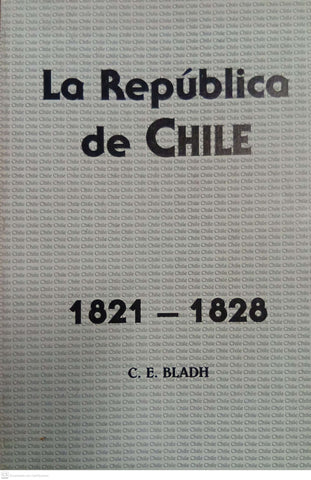 La República
de CHILE
1821 – 1828
C. E. BLADH